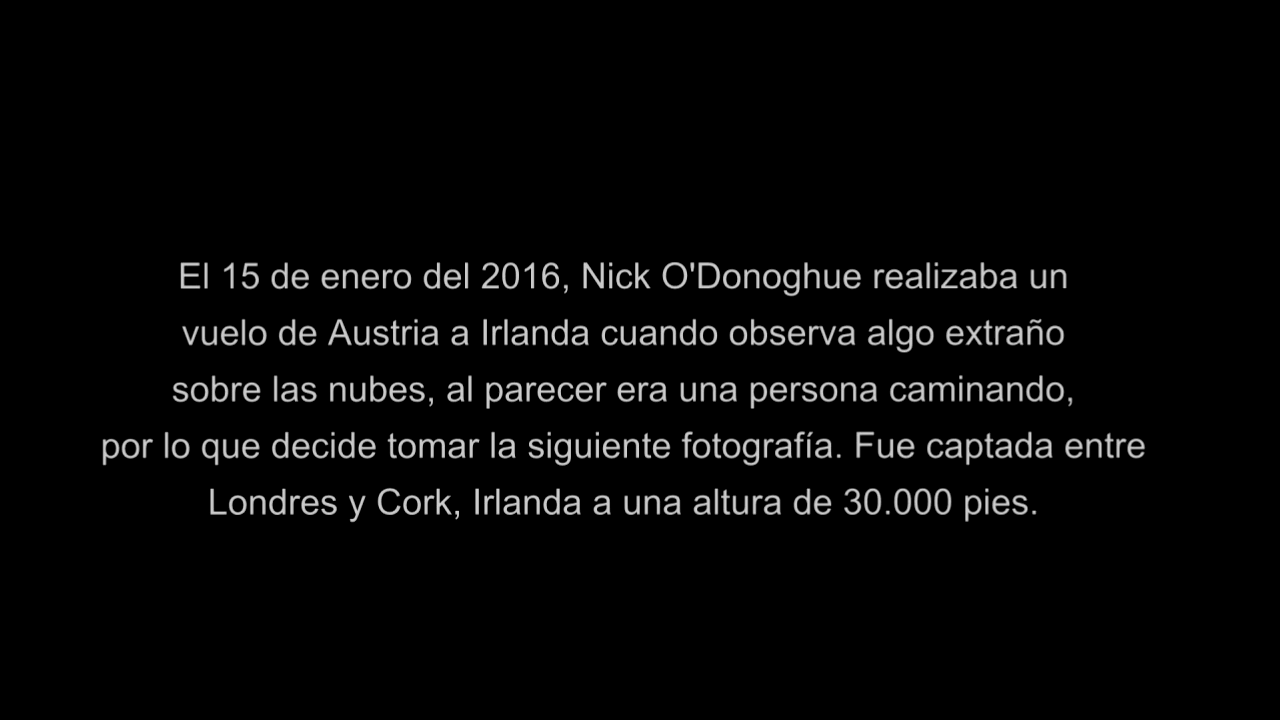 El 15 de enero del 2016, Nick O'Donoghue realizaba un
vuelo de Austria a Irlanda cuando observa algo extraño
sobre las nubes, al parecer era una persona caminando,
por lo que decide tomar la siguiente fotografía. Fue captada entre
Londres y Cork, Irlanda a una altura de 30.000 pies.